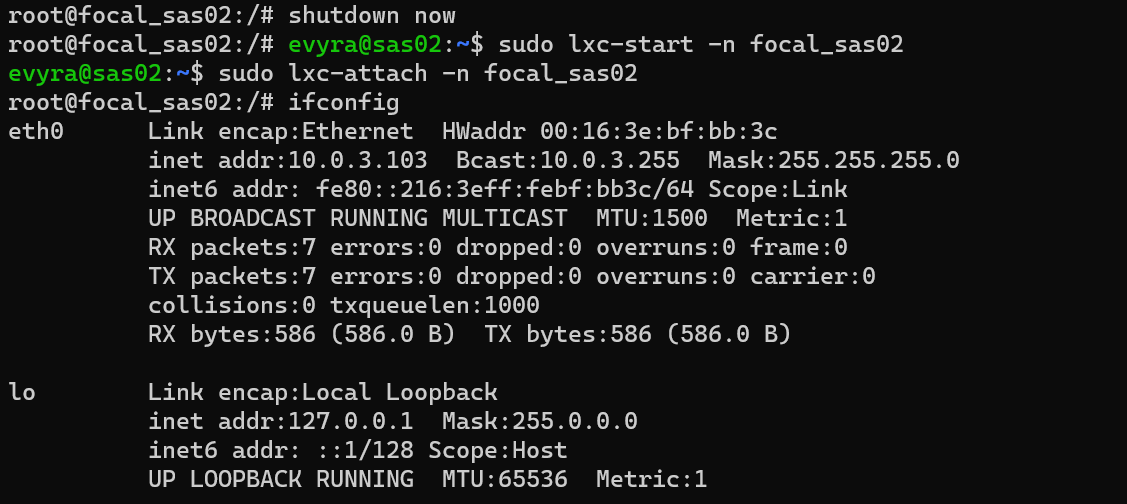 root@focal_sas02:/# shutdown now
root@focal_sas02:/# evyra@sas02:~$ sudo lxc-start -n focal_sas02
evyra@sas02:~$ sudo lxc-attach -n focal_sas02
root@focal_sas02:/# ifconfig
eth0      Link encap:Ethernet  HWaddr 00:16:3e:bf:bb:3c
          inet addr:10.0.3.103  Bcast:10.0.3.255  Mask:255.255.255.0
          inet6 addr: fe80::216:3eff:febf:bb3c/64 Scope:Link
          UP BROADCAST RUNNING MULTICAST  MTU:1500  Metric:1
          RX packets:7 errors:0 dropped:0 overruns:0 frame:0
          TX packets:7 errors:0 dropped:0 overruns:0 carrier:0
          collisions:0 txqueuelen:1000
          RX bytes:586 (586.0 B)  TX bytes:586 (586.0 B)

lo        Link encap:Local Loopback
          inet addr:127.0.0.1  Mask:255.0.0.0
          inet6 addr: ::1/128 Scope:Host
          UP LOOPBACK RUNNING  MTU:65536  Metric:1